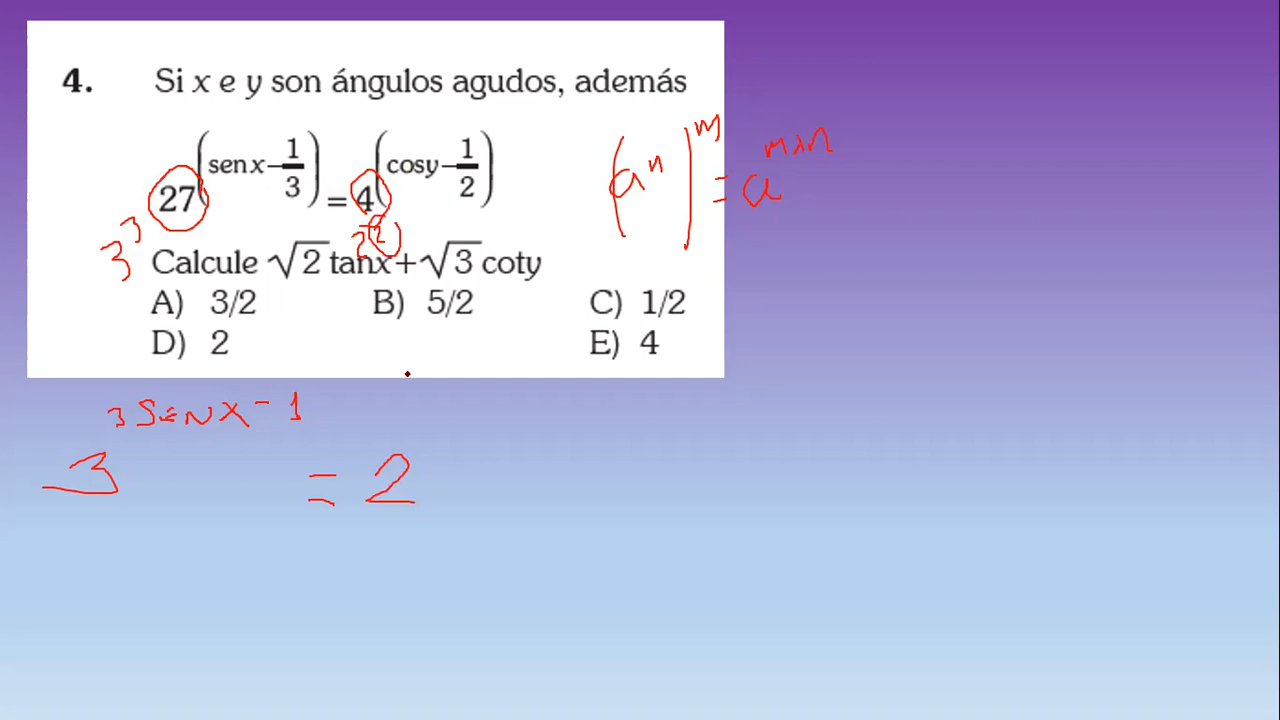 4. Si x e y son ángulos agudos, además
27^(senx-1/3) = 4^(cosy-1/2)
(a^n)^m = a^mxn
3^3
2^2
Calcule √2 tanx+√3 coty
A) 3/2 B) 5/2 C) 1/2
D) 2 E) 4
3^3SENX-1 = 2